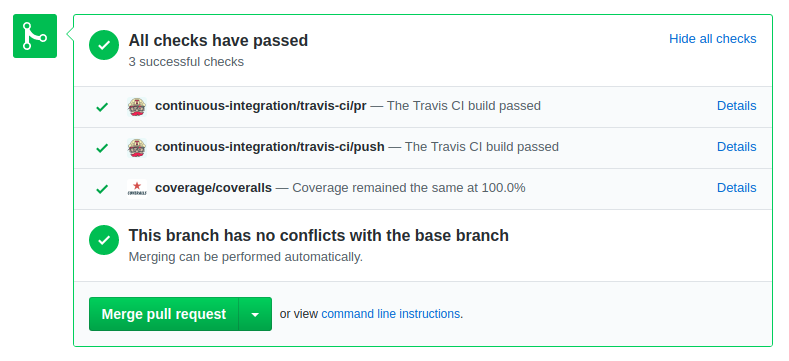 All checks have passed
Hide all checks
3 successful checks
continuous-integration/travis-ci/pr — The Travis CI build passed
Details
continuous-integration/travis-ci/push — The Travis CI build passed
Details
coverage/coveralls — Coverage remained the same at 100.0%
Details
This branch has no conflicts with the base branch
Merging can be performed automatically.
Merge pull request
or view command line instructions.